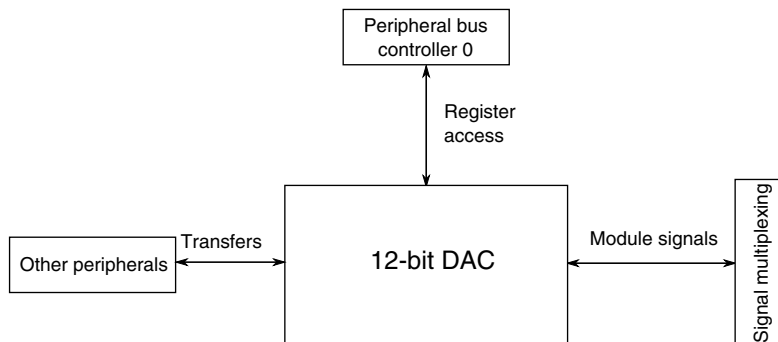 Peripheral bus
controller 0
Register
access
Transfers
Other peripherals
12-bit DAC
Module signals
Signal multiplexing